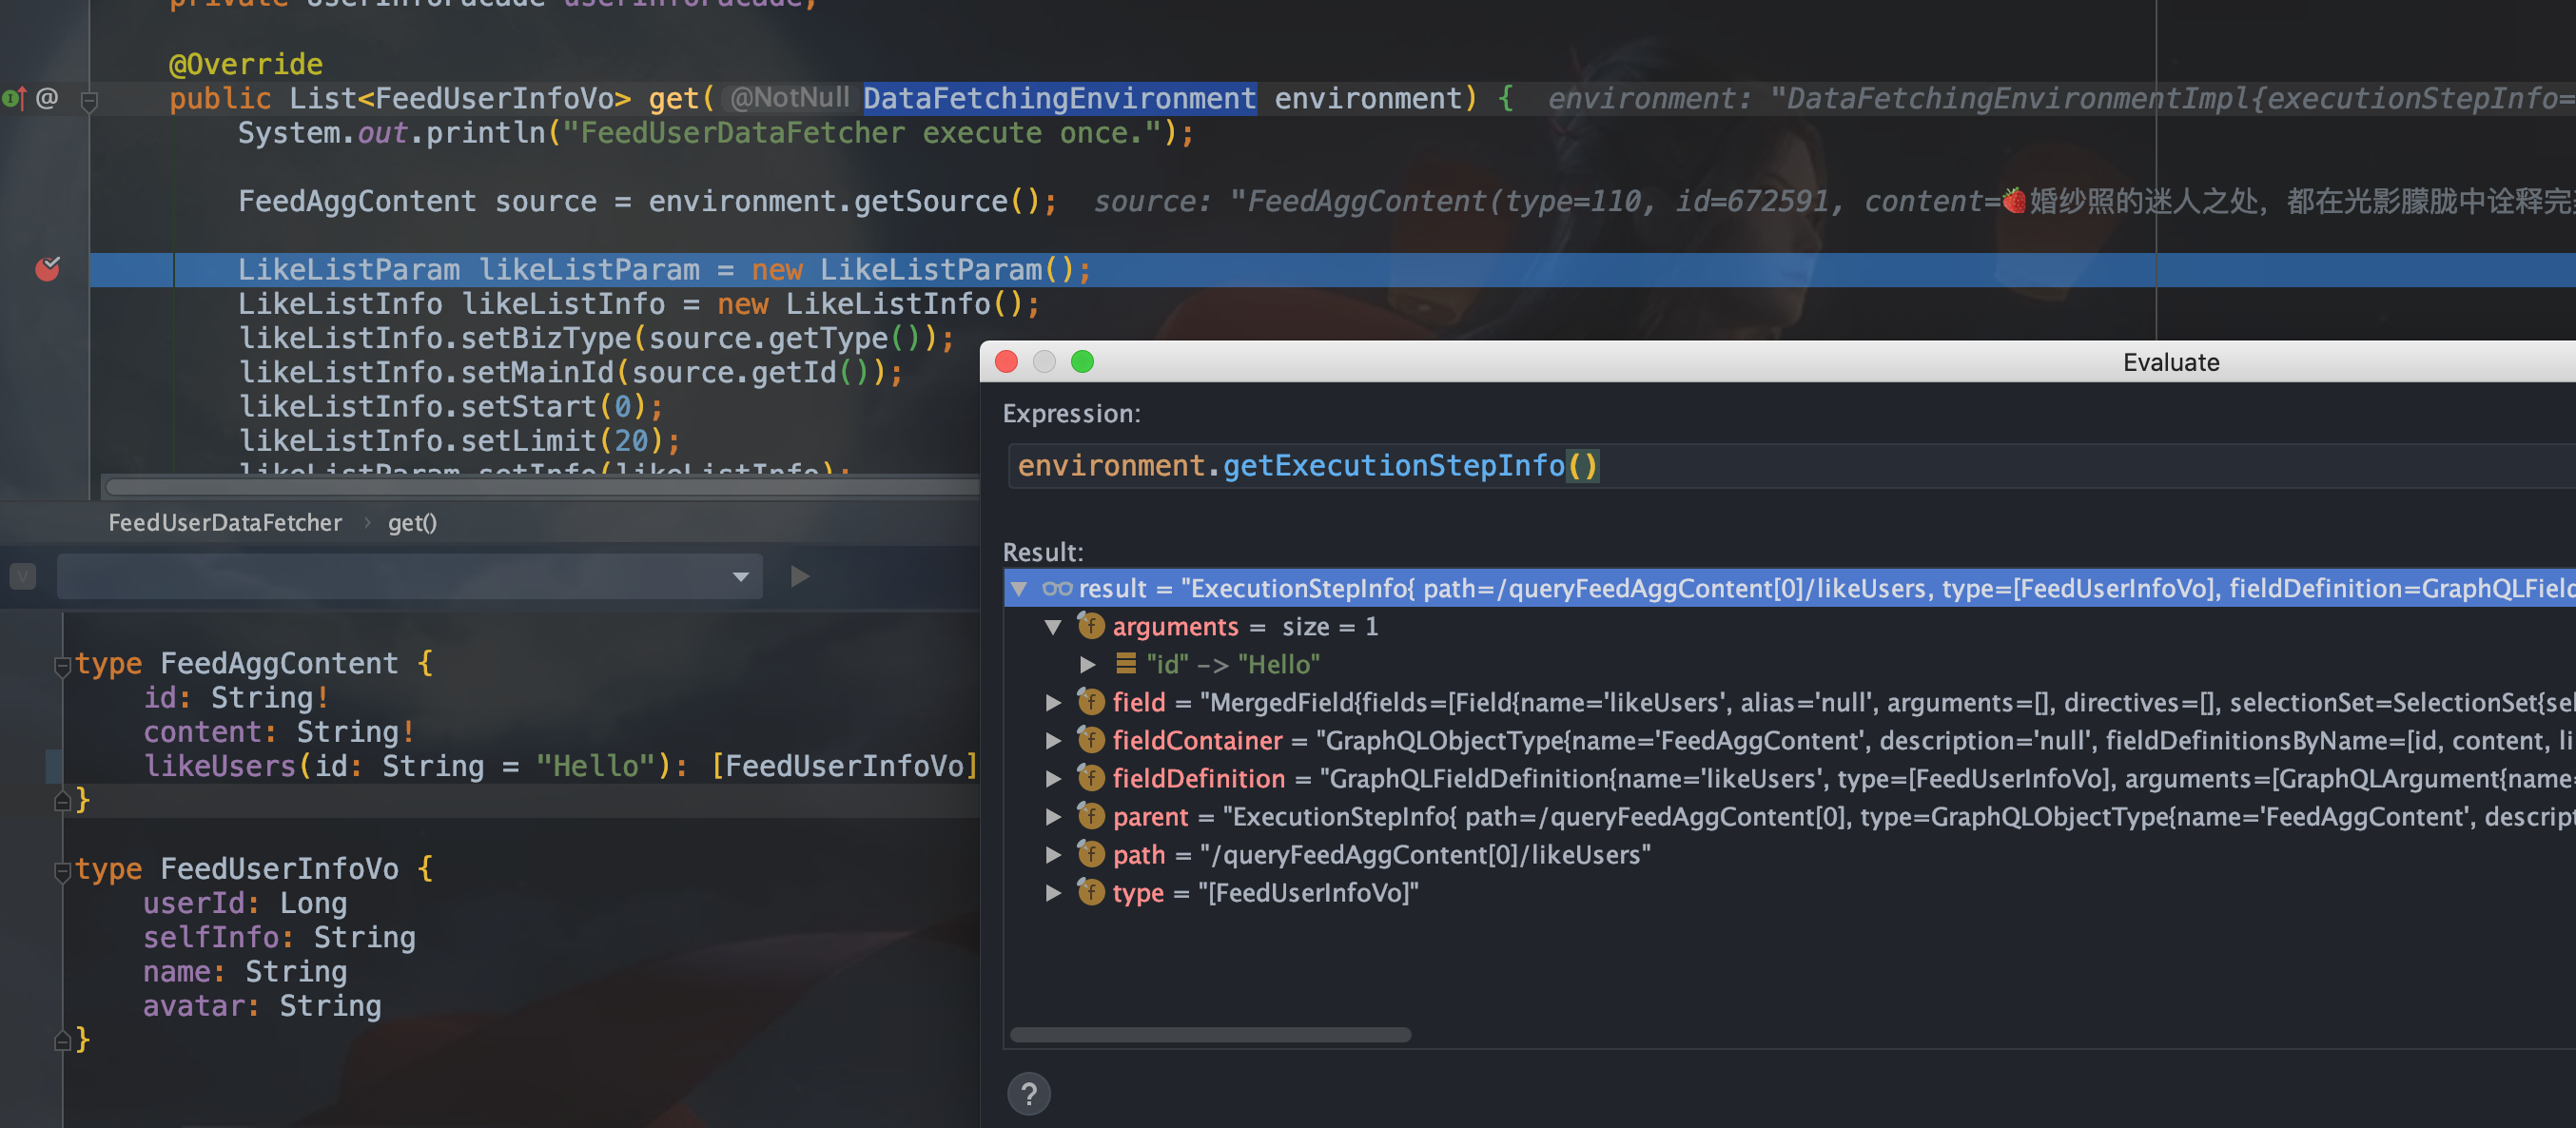 private UserInfoFacade userInfoFacade;
@Override
public List<FeedUserInfoVo> get( @NotNull DataFetchingEnvironment environment) { environment: "DataFetchingEnvironmentImpl{executionStepInfo=
System.out.println("FeedUserDataFetcher execute once.");
FeedAggContent source = environment.getSource(); source: "FeedAggContent(type=110, id=672591, content=🍓婚纱照的迷人之处，都在光影朦胧中诠释完
LikeListParam likeListParam = new LikeListParam();
LikeListInfo likeListInfo = new LikeListInfo();
likeListInfo.setBizType(source.getType());
likeListInfo.setMainId(source.getId());
likeListInfo.setStart(0);
likeListInfo.setLimit(20);
likeListParam.setInfo(likeListInfo);
FeedUserDataFetcher › get()
type FeedAggContent {
id: String!
content: String!
likeUsers(id: String = "Hello"): [FeedUserInfoVo]
}
type FeedUserInfoVo {
userId: Long
selfInfo: String
name: String
avatar: String
}
Evaluate
Expression:
environment.getExecutionStepInfo()
Result:
result = "ExecutionStepInfo{ path=/queryFeedAggContent[0]/likeUsers, type=[FeedUserInfoVo], fieldDefinition=GraphQLField
arguments = size = 1
"id" -> "Hello"
field = "MergedField{fields=[Field{name='likeUsers', alias='null', arguments=[], directives=[], selectionSet=SelectionSet{sel
fieldContainer = "GraphQLObjectType{name='FeedAggContent', description='null', fieldDefinitionsByName=[id, content, li
fieldDefinition = "GraphQLFieldDefinition{name='likeUsers', type=[FeedUserInfoVo], arguments=[GraphQLArgument{name=
parent = "ExecutionStepInfo{ path=/queryFeedAggContent[0], type=GraphQLObjectType{name='FeedAggContent', descript
path = "/queryFeedAggContent[0]/likeUsers"
type = "[FeedUserInfoVo]"
?